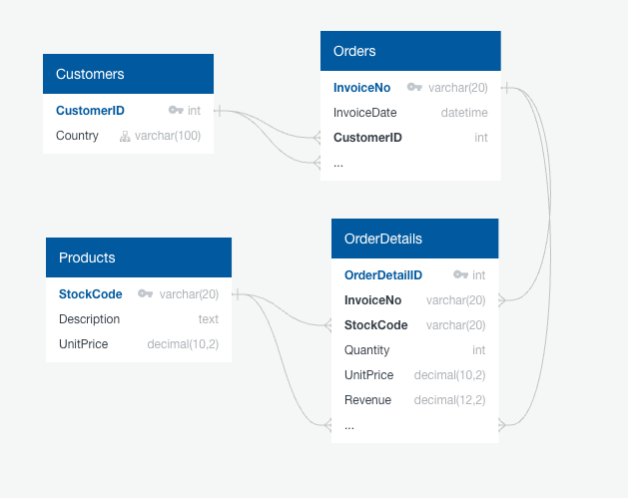 Customers
CustomerID int
Country varchar(100)
Orders
InvoiceNo varchar(20)
InvoiceDate datetime
CustomerID int
...
Products
StockCode varchar(20)
Description text
UnitPrice decimal(10,2)
OrderDetails
OrderDetailID int
InvoiceNo varchar(20)
StockCode varchar(20)
Quantity int
UnitPrice decimal(10,2)
Revenue decimal(12,2)
...